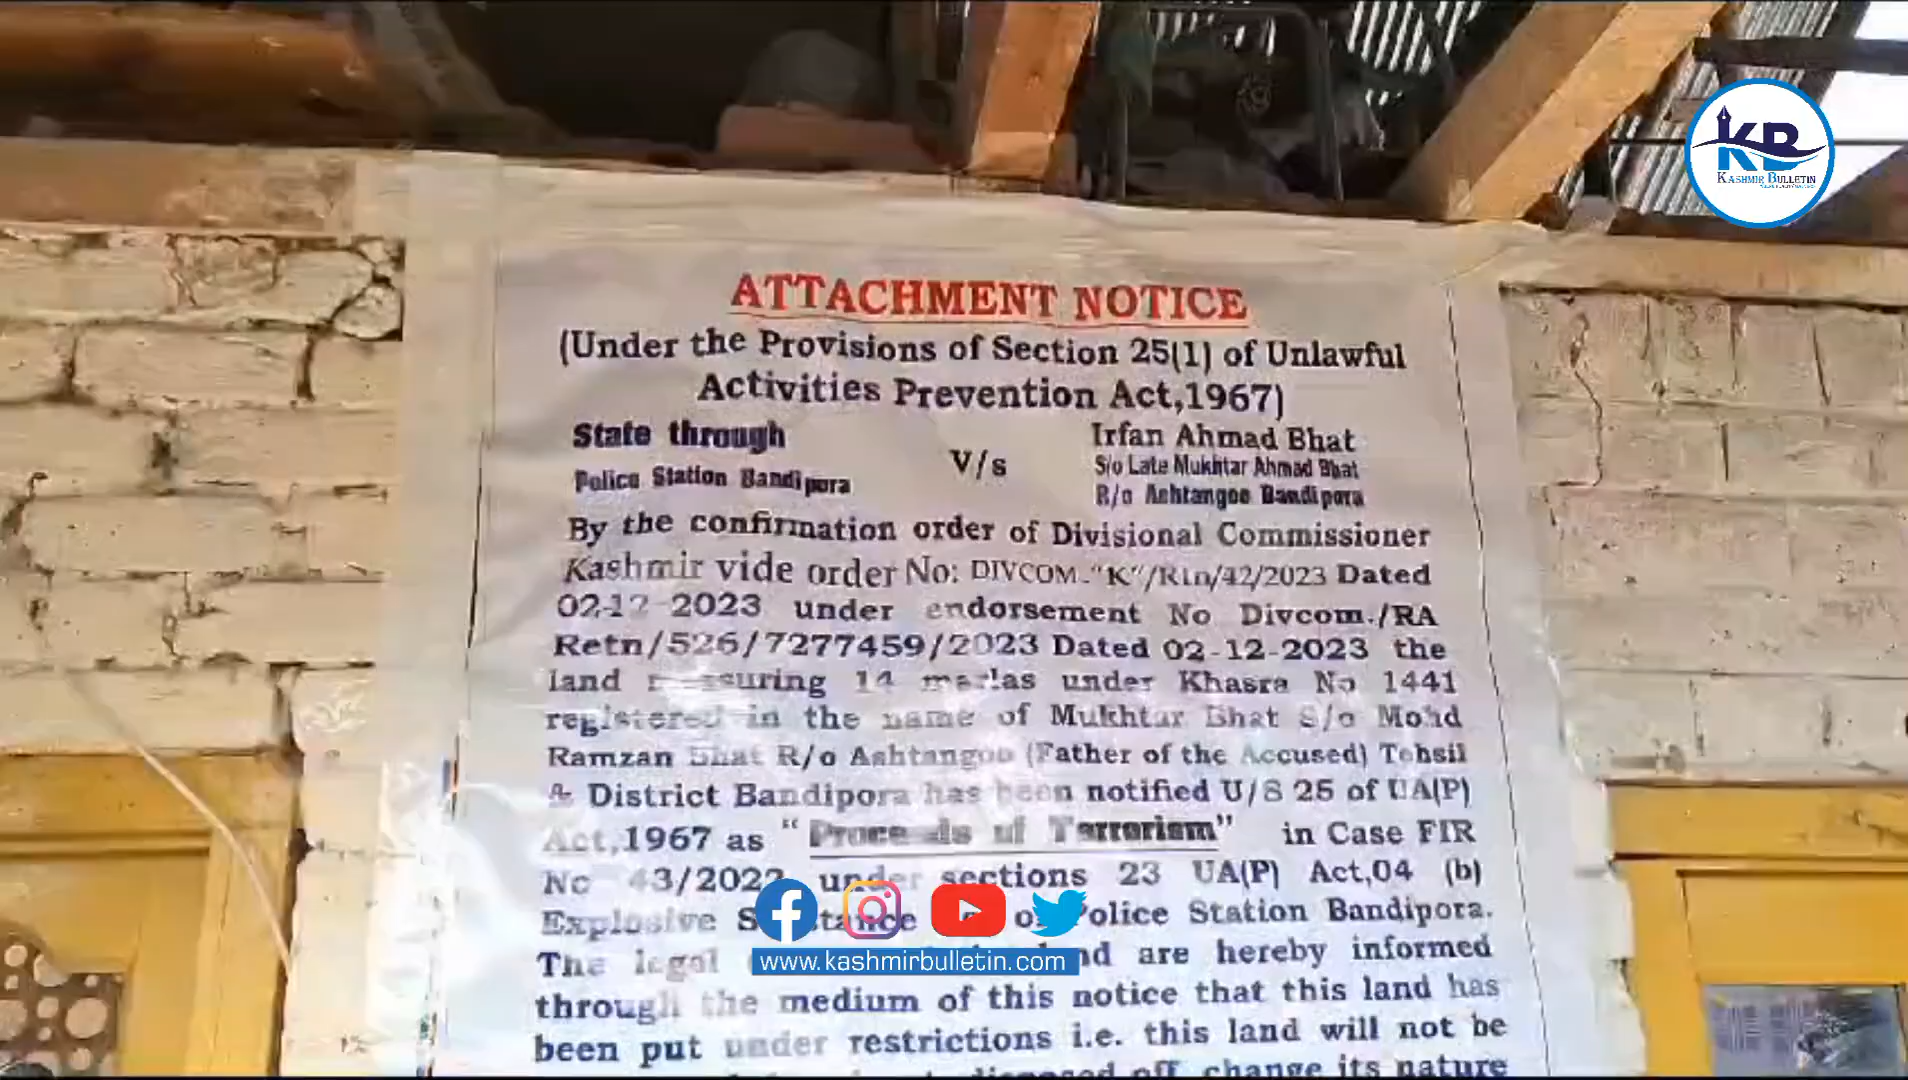 KB
KASHMIR BULLETIN
ATTACHMENT NOTICE
(Under the Provisions of Section 25(1) of Unlawful
Activities Prevention Act,1967)
State through
Police Station Bandipora
V/s
Irfan Ahmad Bhat
S/o Late Mukhtar Ahmad Bhat
R/o Ashtangoo Bandipora
By the confirmation order of Divisional Commissioner
Kashmir vide order No: DIVCOM-"K"/R1n/42/2023 Dated
02-12-2023 under endorsement No Divcom./RA
Retn/526/7277459/2023 Dated 02-12-2023 the
land measuring 14 marlas under Khasra No 1441
registered in the name of Mukhtar Bhat S/o Mohd
Ramzan Bhat R/o Ashtangoo (Father of the Accused) Tehsil
& District Bandipora has been notified U/S 25 of UA(P)
Act,1967 as "Proceeds of Terrorism" in Case FIR
No 43/2022 under sections 23 UA(P) Act,04 (b)
Explosive Substance of Police Station Bandipora.
The legal and are hereby informed
through the medium of this notice that this land has
been put under restrictions i.e. this land will not be
disposed off, change its nature
www.kashmirbulletin.com